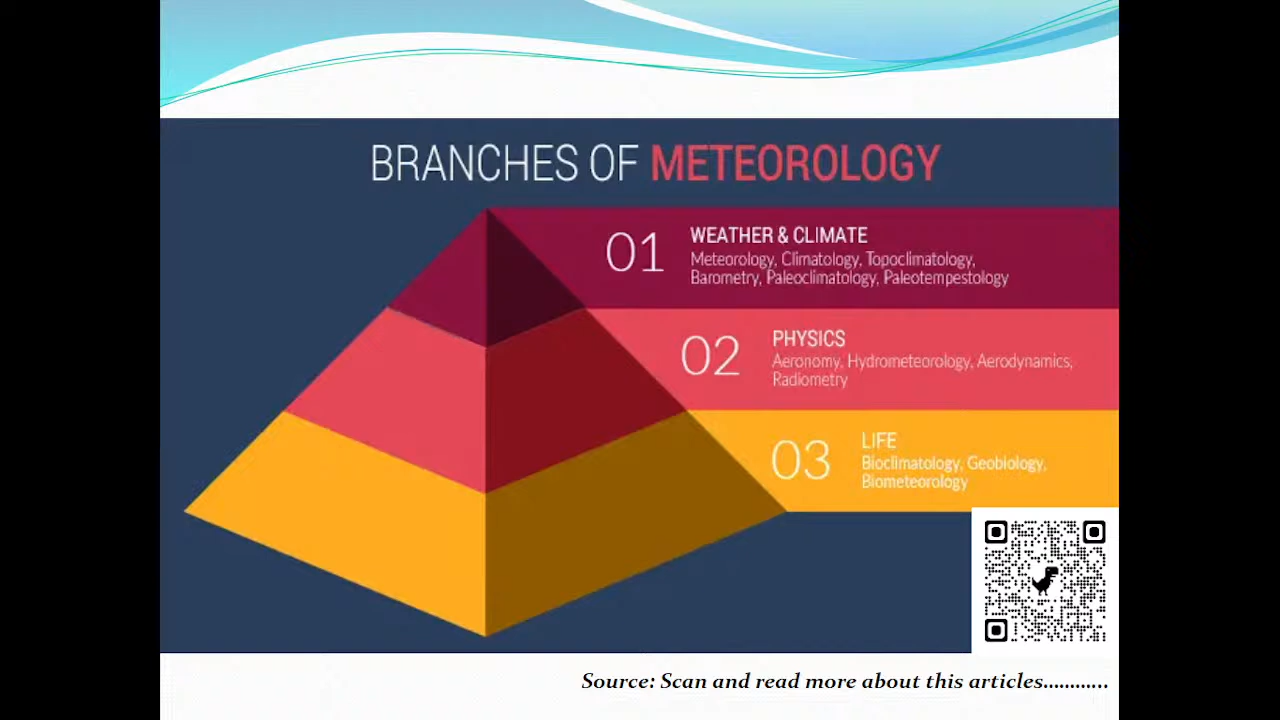 BRANCHES OF METEOROLOGY
01
WEATHER & CLIMATE
Meteorology, Climatology, Topoclimatology,
Barometry, Paleoclimatology, Paleotempestology
02
PHYSICS
Aeronomy, Hydrometeorology, Aerodynamics,
Radiometry
03
LIFE
Bioclimatology, Geobiology,
Biometeorology
Source: Scan and read more about this articles............